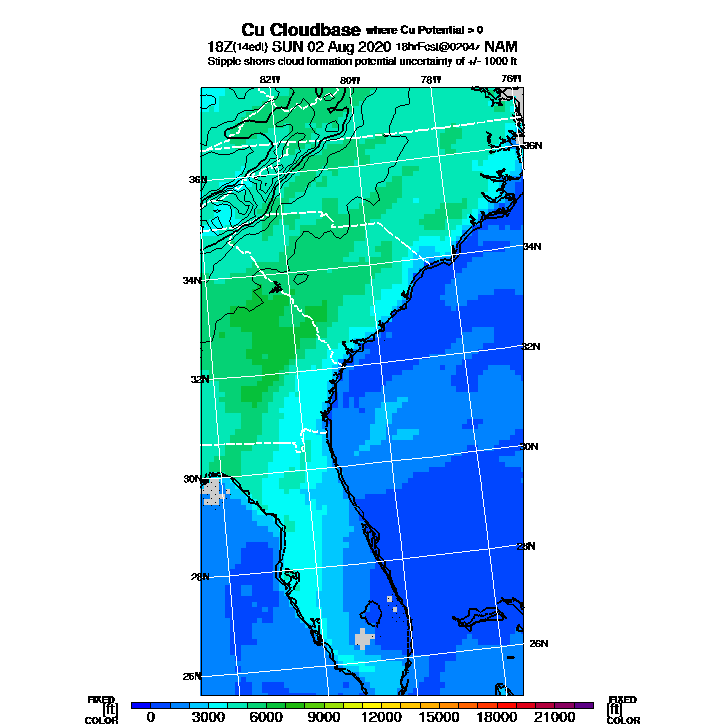 Cu Cloudbase where Cu Potential > 0
18Z(14edt) SUN 02 Aug 2020 18hrFcst@0204z NAM
Stipple shows cloud formation potential uncertainty of +/- 1000 ft
82W 80W 78W 76W
36N
36N
34N
34N
32N
32N
30N
30N
28N
28N
26N
26N
FIXED FIXED
[ft] [ft]
COLOR 0 3000 6000 9000 12000 15000 18000 21000 COLOR